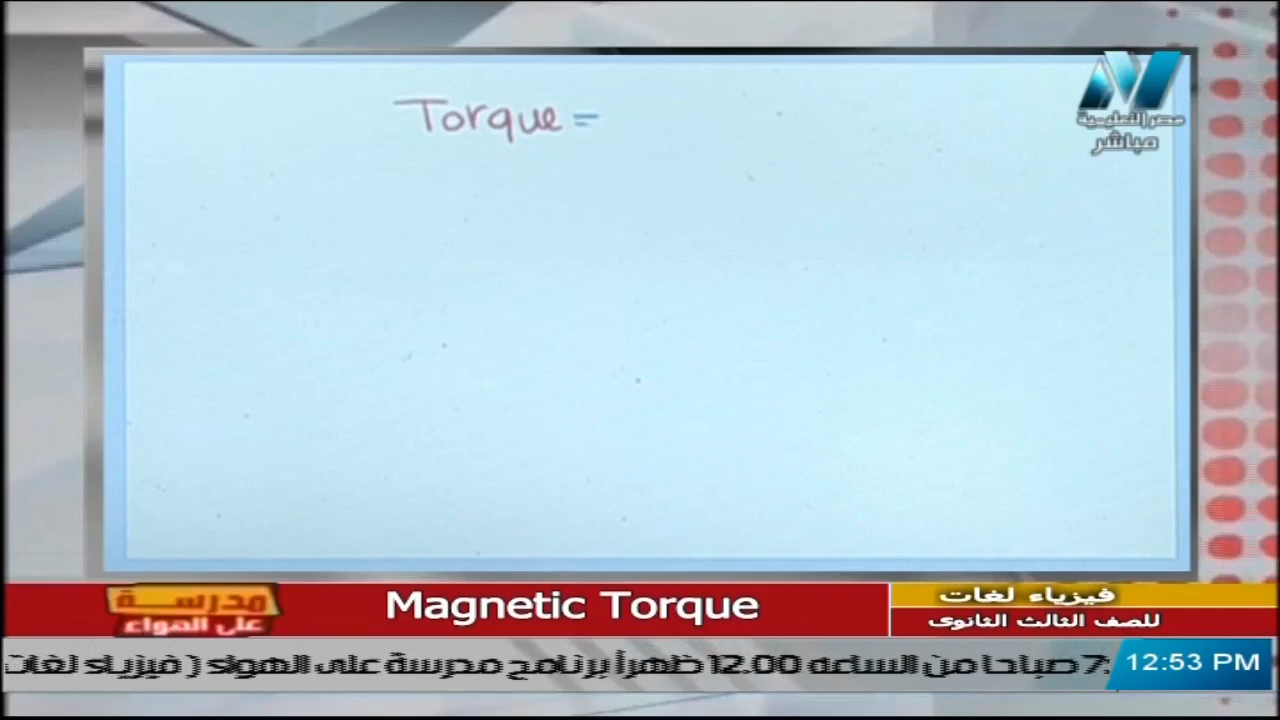 Torque =
مصر التعليمية
مباشر
مدرسة
على الهواء
Magnetic Torque
فيزياء لغات
للصف الثالث الثانوى
7: صباحا من الساعه 12.00 ظهراً برنامج مدرسة على الهواء ( فيزياء لغات
12:53 PM